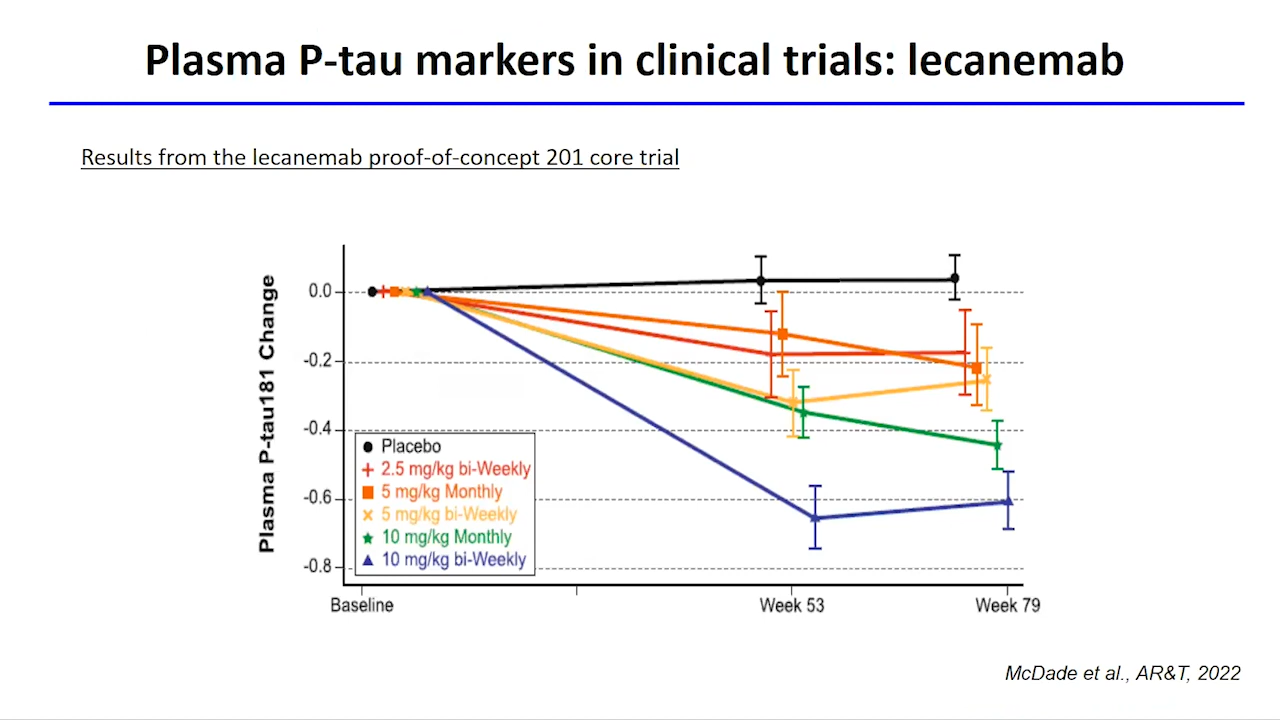 Plasma P-tau markers in clinical trials: lecanemab
Results from the lecanemab proof-of-concept 201 core trial
Plasma P-tau181 Change
0.0
-0.2
-0.4
-0.6
-0.8
Placebo
2.5 mg/kg bi-Weekly
5 mg/kg Monthly
5 mg/kg bi-Weekly
10 mg/kg Monthly
10 mg/kg bi-Weekly
Baseline
Week 53
Week 79
McDade et al., AR&T, 2022